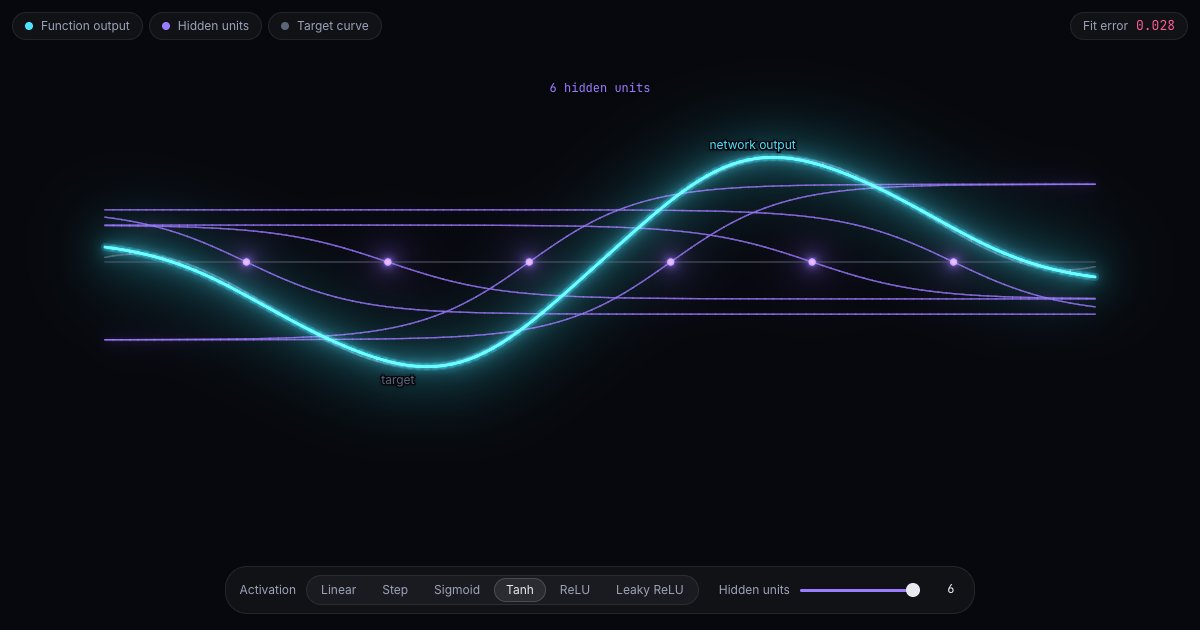 Function output
Hidden units
Target curve
Fit error 0.028
6 hidden units
network output
target
Activation
Linear
Step
Sigmoid
Tanh
ReLU
Leaky ReLU
Hidden units
6